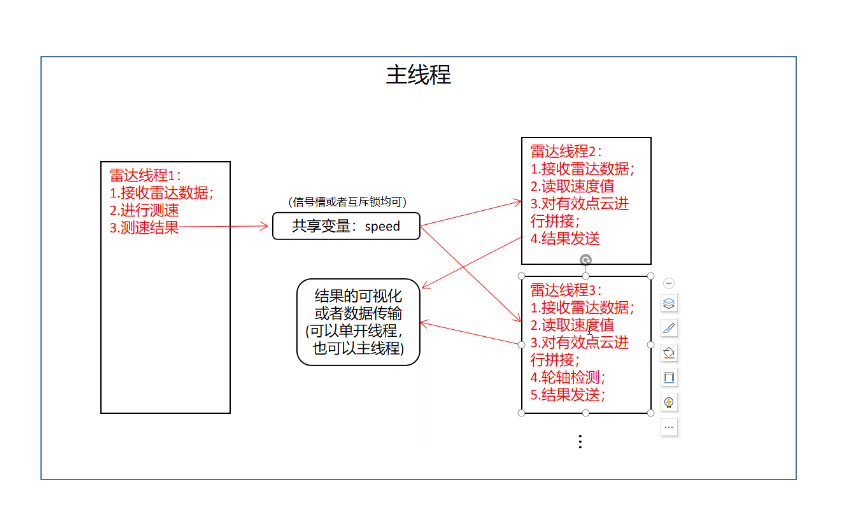 主线程
雷达线程1：
1.接收雷达数据；
2.进行测速
3.测速结果
（信号槽或者互斥锁均可）
共享变量：speed
结果的可视化
或者数据传输
(可以单开线程，
也可以主线程)
雷达线程2：
1.接收雷达数据；
2.读取速度值
3.对有效点云进
行拼接；
4.结果发送
雷达线程3：
1.接收雷达数据；
2.读取速度值
3.对有效点云进
行拼接；
4.轮轴检测；
5.结果发送；